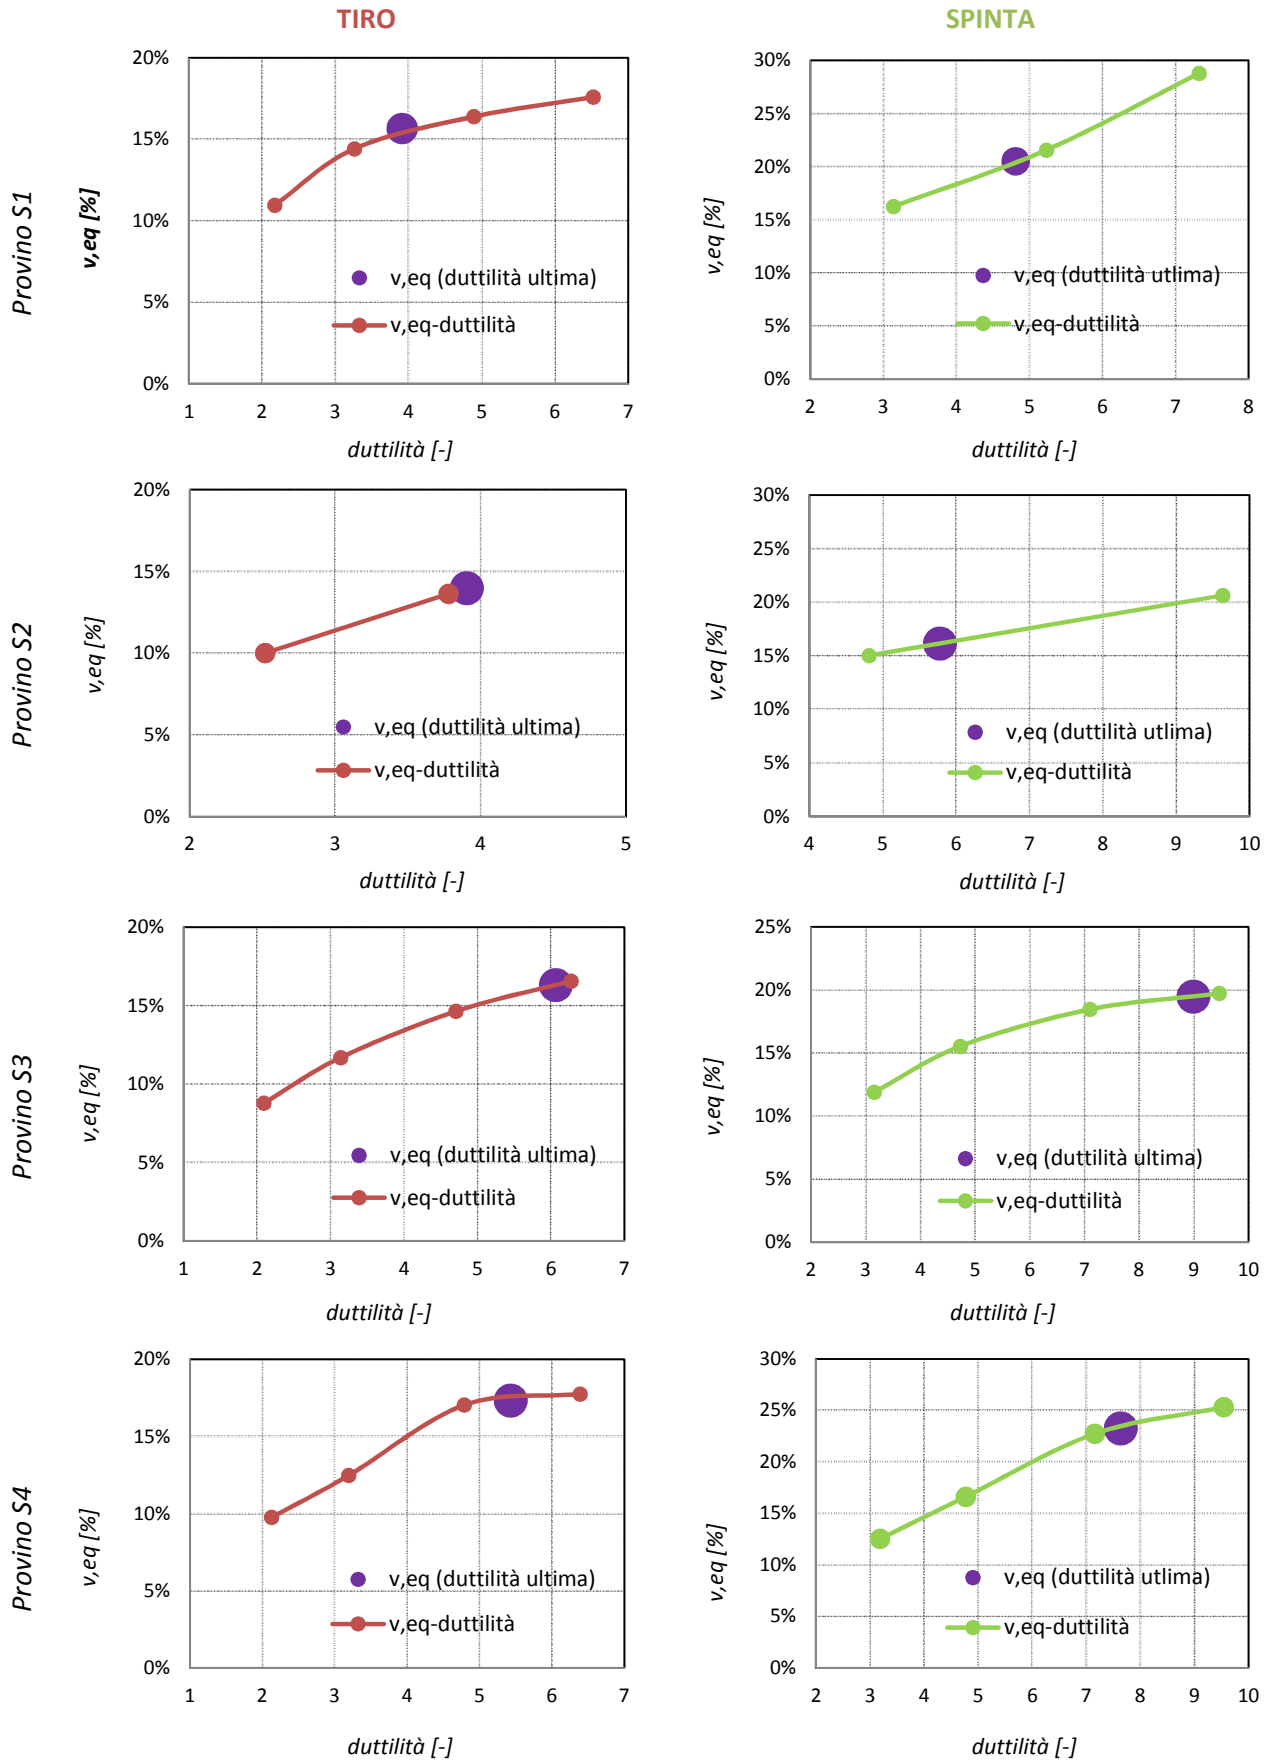 TIRO
SPINTA
Provino S1
v,eq [%]
20%
15%
10%
5%
0%
v,eq (duttilità ultima)
v,eq-duttilità
1 2 3 4 5 6 7
duttilità [-]
v,eq [%]
30%
25%
20%
15%
10%
5%
0%
v,eq (duttilità utlima)
v,eq-duttilità
2 3 4 5 6 7 8
duttilità [-]
Provino S2
v,eq [%]
20%
15%
10%
5%
0%
v,eq (duttilità ultima)
v,eq-duttilità
2 3 4 5
duttilità [-]
v,eq [%]
30%
25%
20%
15%
10%
5%
0%
v,eq (duttilità utlima)
v,eq-duttilità
4 5 6 7 8 9 10
duttilità [-]
Provino S3
v,eq [%]
20%
15%
10%
5%
0%
v,eq (duttilità ultima)
v,eq-duttilità
1 2 3 4 5 6 7
duttilità [-]
v,eq [%]
25%
20%
15%
10%
5%
0%
v,eq (duttilità utlima)
v,eq-duttilità
2 3 4 5 6 7 8 9 10
duttilità [-]
Provino S4
v,eq [%]
20%
15%
10%
5%
0%
v,eq (duttilità ultima)
v,eq-duttilità
1 2 3 4 5 6 7
duttilità [-]
v,eq [%]
30%
25%
20%
15%
10%
5%
0%
v,eq (duttilità utlima)
v,eq-duttilità
2 3 4 5 6 7 8 9 10
duttilità [-]